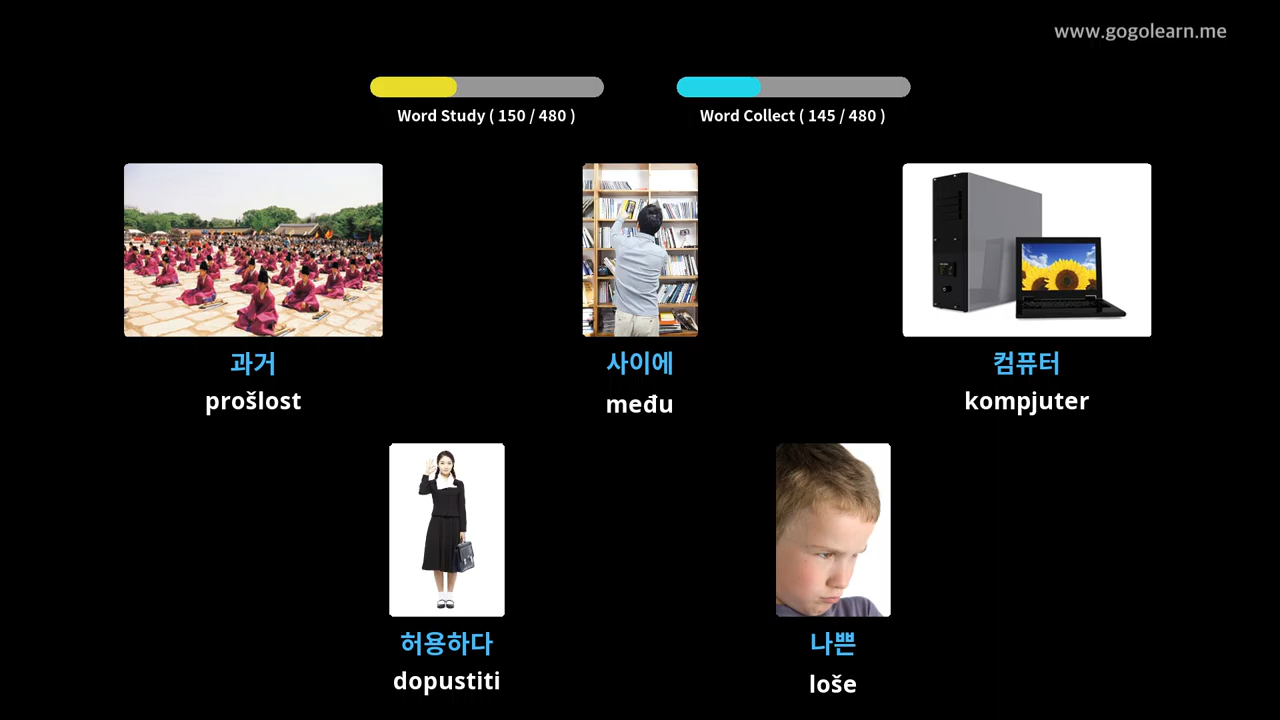 www.gogolearn.me
Word Study ( 150 / 480 )
Word Collect ( 145 / 480 )
과거
prošlost
사이에
među
컴퓨터
kompjuter
허용하다
dopustiti
나쁜
loše